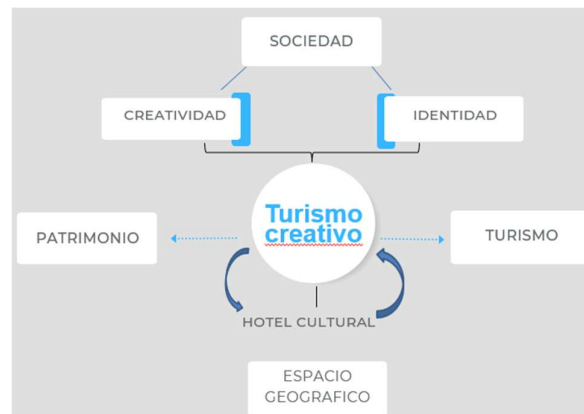 SOCIEDAD
CREATIVIDAD
IDENTIDAD
Turismo
creativo
PATRIMONIO
TURISMO
HOTEL CULTURAL
ESPACIO
GEOGRAFICO